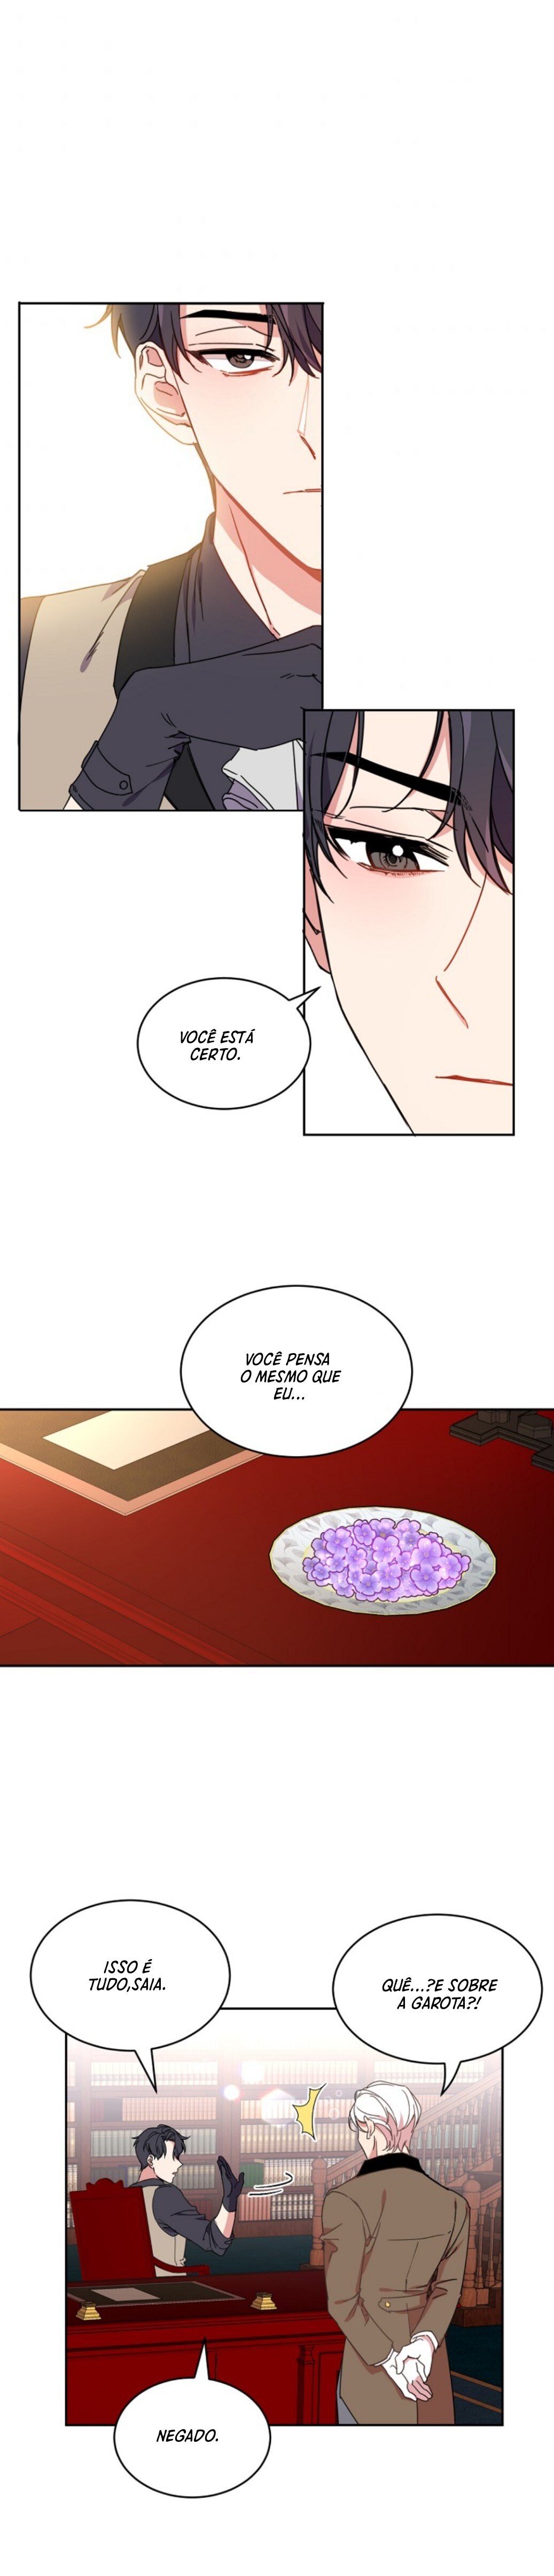 VOCÊ ESTÁ
CERTO.
VOCÊ PENSA
O MESMO QUE
EU...
ISSO É
TUDO,SAIA.
QUÊ...?E SOBRE
A GAROTA?!
NEGADO.